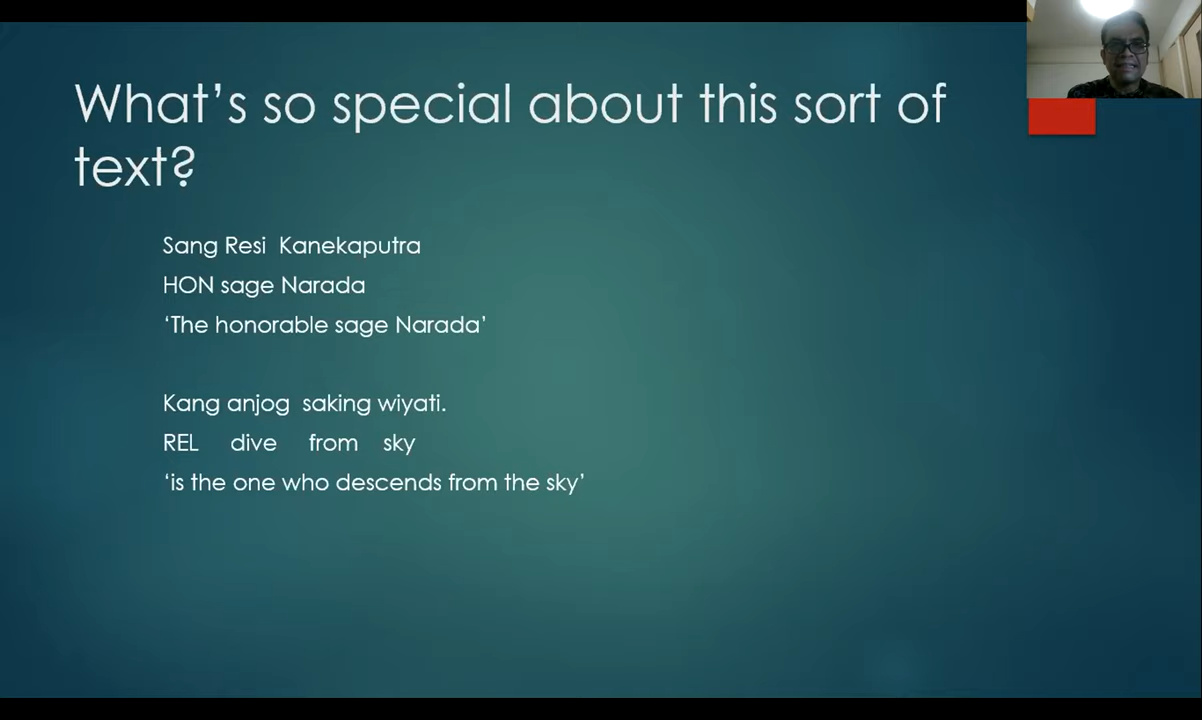 What’s so special about this sort of
text?
Sang Resi Kanekaputra
HON sage Narada
‘The honorable sage Narada’
Kang anjog saking wiyati.
REL dive from sky
‘is the one who descends from the sky’